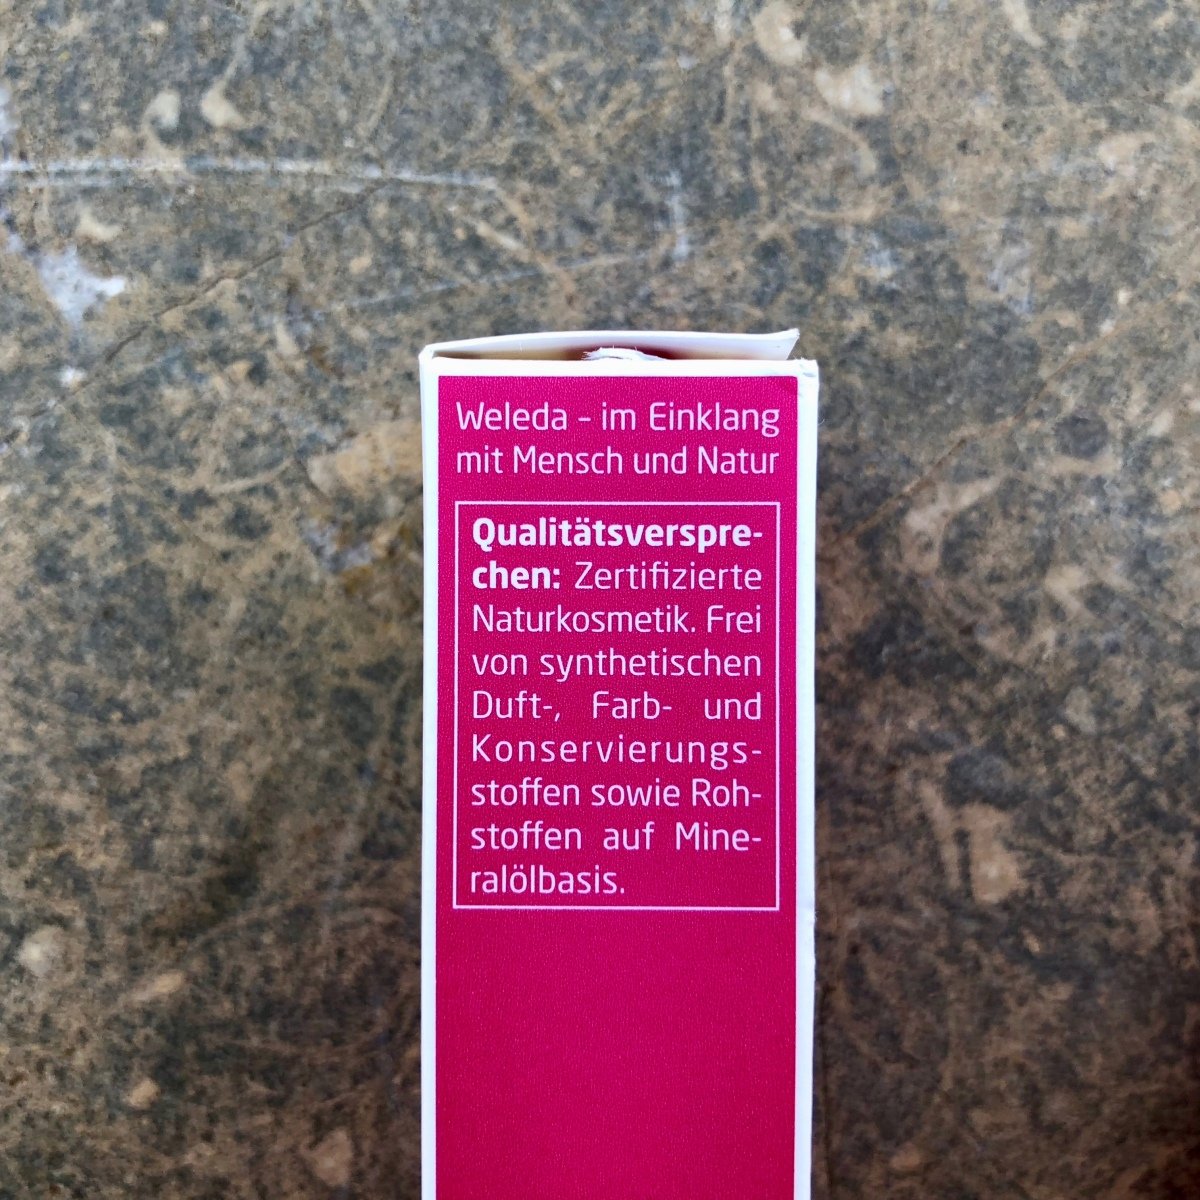 Weleda – im Einklang
mit Mensch und Natur
Qualitätsverspre-
chen: Zertifizierte
Naturkosmetik. Frei
von synthetischen
Duft-, Farb- und
Konservierungs-
stoffen sowie Roh-
stoffen auf Mine-
ralölbasis.